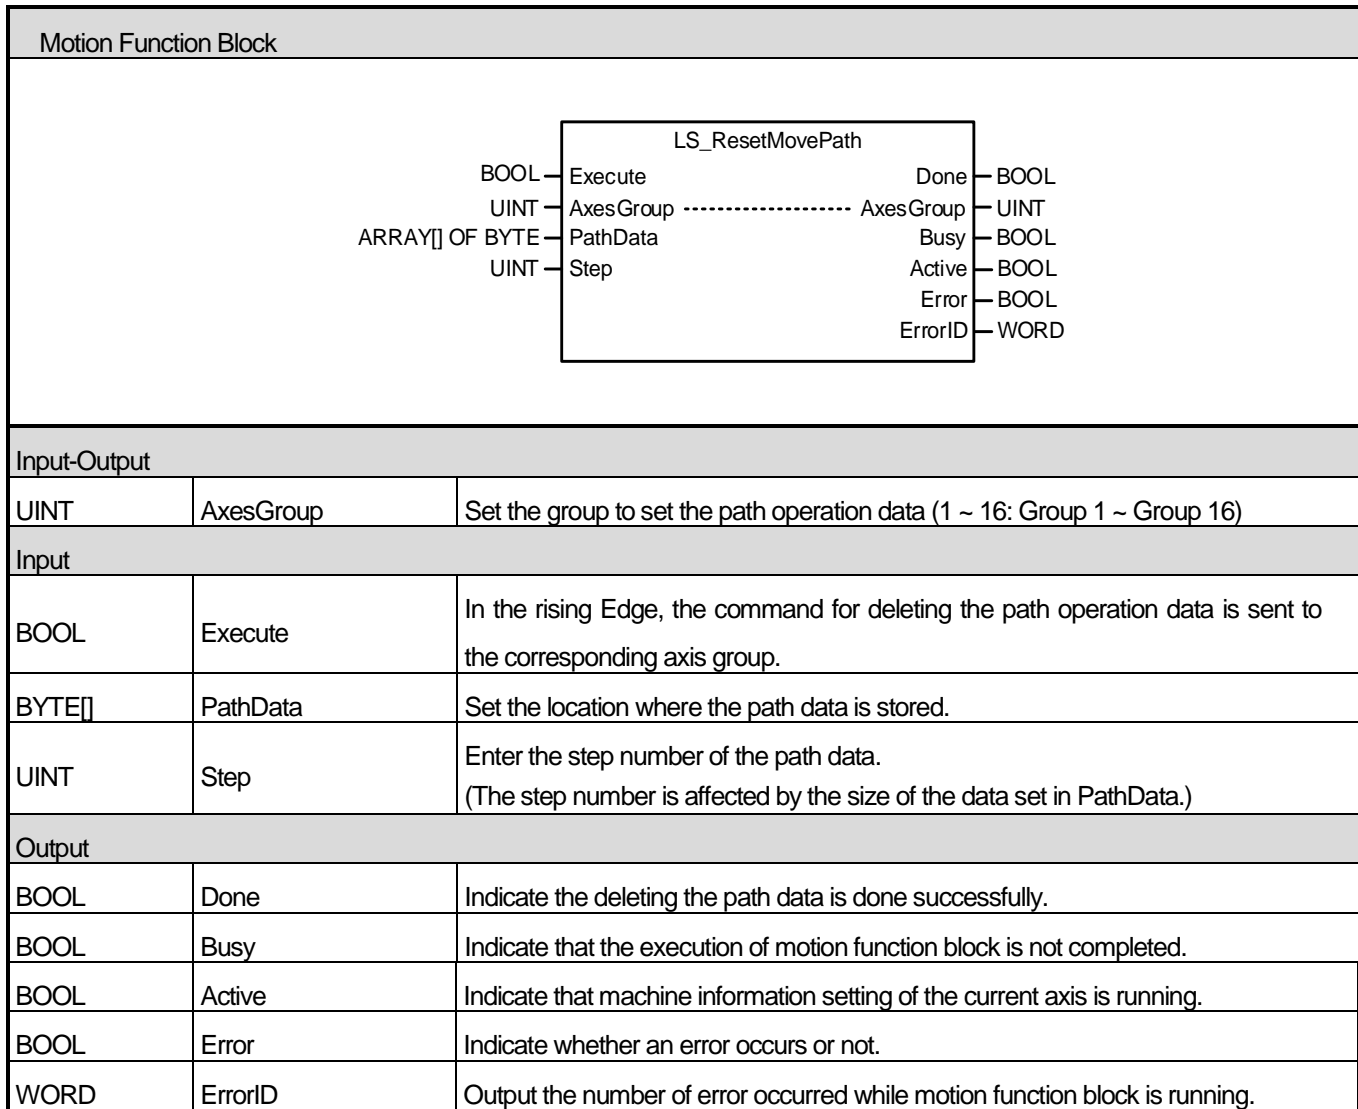 Motion Function Block
LS_ResetMovePath
BOOL Execute Done BOOL
UINT AxesGroup AxesGroup UINT
ARRAY[] OF BYTE PathData Busy BOOL
UINT Step Active BOOL
Error BOOL
ErrorID WORD
Input-Output
UINT AxesGroup Set the group to set the path operation data (1 ~ 16: Group 1 ~ Group 16)
Input
BOOL Execute In the rising Edge, the command for deleting the path operation data is sent to
the corresponding axis group.
BYTE[] PathData Set the location where the path data is stored.
UINT Step Enter the step number of the path data.
(The step number is affected by the size of the data set in PathData.)
Output
BOOL Done Indicate the deleting the path data is done successfully.
BOOL Busy Indicate that the execution of motion function block is not completed.
BOOL Active Indicate that machine information setting of the current axis is running.
BOOL Error Indicate whether an error occurs or not.
WORD ErrorID Output the number of error occurred while motion function block is running.